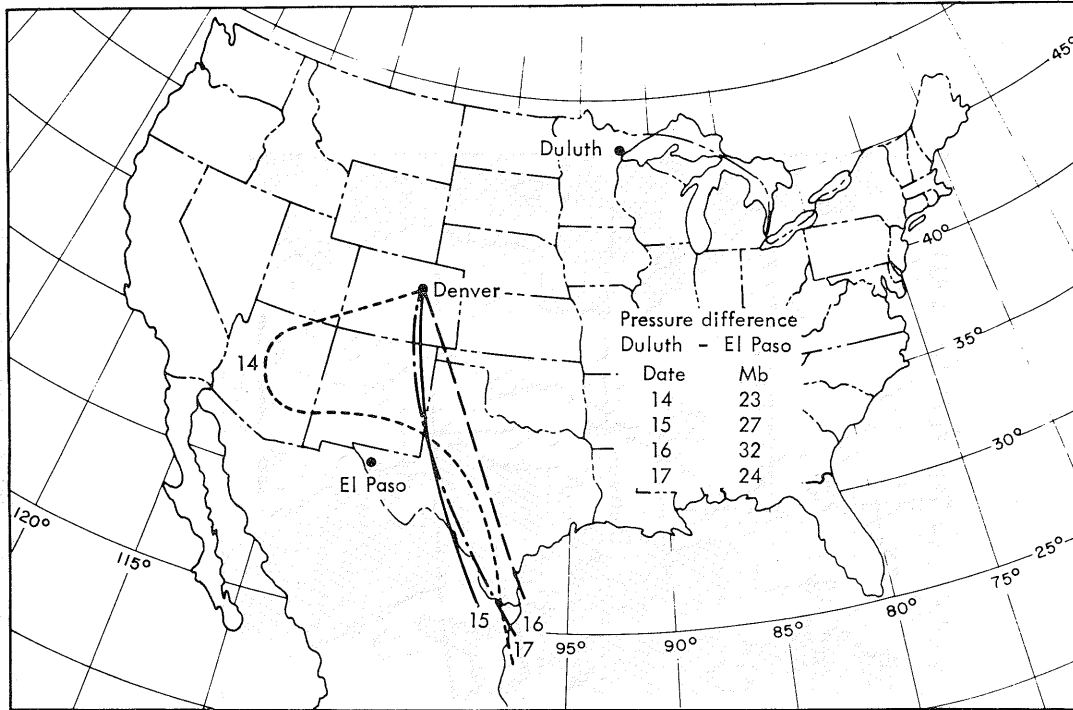 45°
Duluth
40°
Denver
Pressure difference
Duluth - El Paso
Date Mb
14 23
15 27
16 32
17 24
35°
14
30°
El Paso
120°
115°
25°
75°
80°
15 16
17
95° 90° 85°